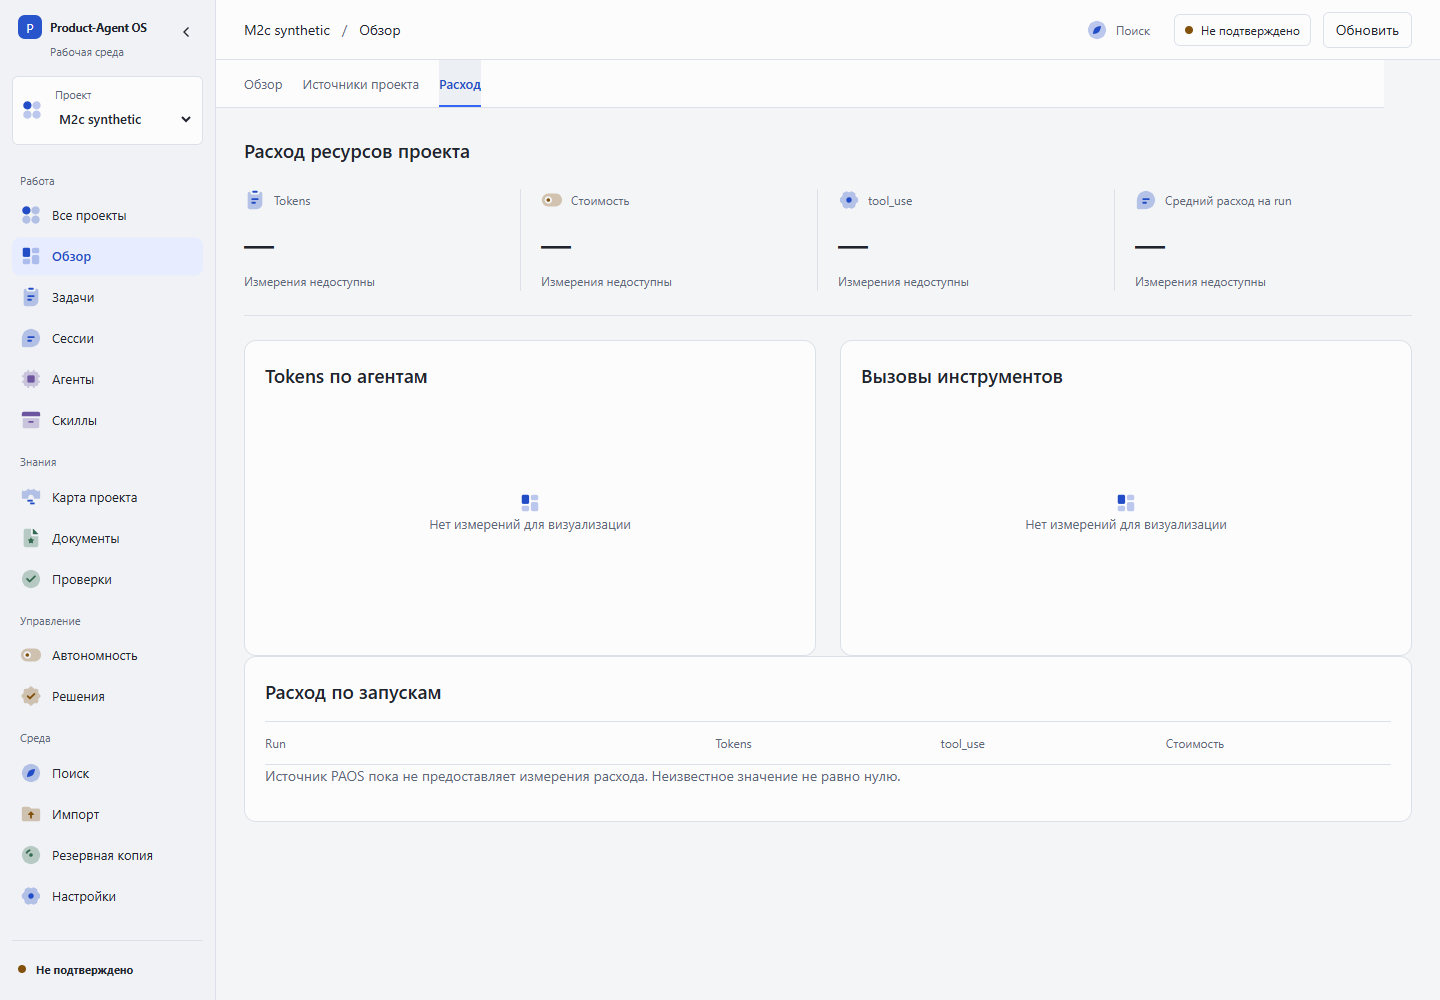 P
Product-Agent OS
Рабочая среда
Проект
M2c synthetic
Работа
Все проекты
Обзор
Задачи
Сессии
Агенты
Скиллы
Знания
Карта проекта
Документы
Проверки
Управление
Автономность
Решения
Среда
Поиск
Импорт
Резервная копия
Настройки
Не подтверждено
M2c synthetic / Обзор
Поиск
Не подтверждено
Обновить
Обзор Источники проекта Расход
Расход ресурсов проекта
Tokens
—
Измерения недоступны
Стоимость
—
Измерения недоступны
tool_use
—
Измерения недоступны
Средний расход на run
—
Измерения недоступны
Tokens по агентам
Нет измерений для визуализации
Вызовы инструментов
Нет измерений для визуализации
Расход по запускам
Run Tokens tool_use Стоимость
Источник PAOS пока не предоставляет измерения расхода. Неизвестное значение не равно нулю.